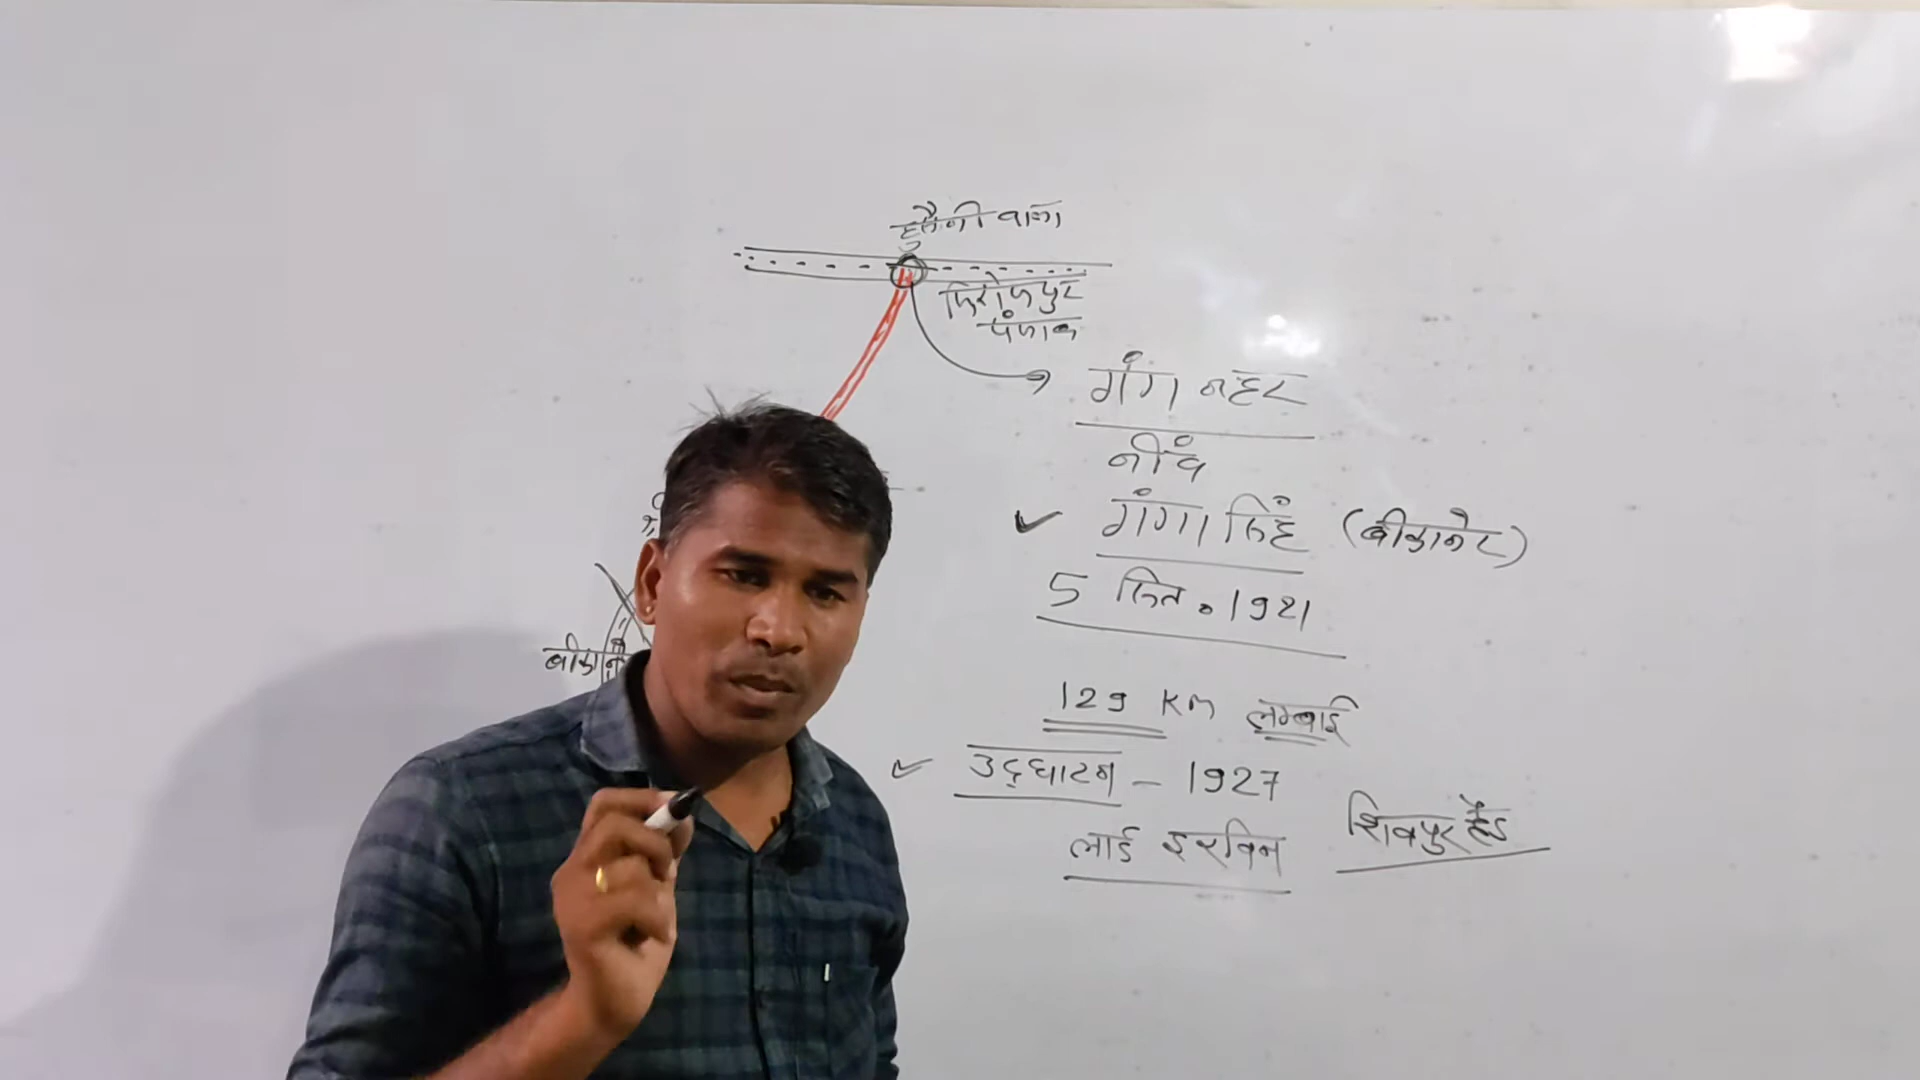 हुसैनीवाला
फिरोजपुर
पंजाब
गंग नहर
नींव
गंगा सिंह (बीकानेर)
5 सित. 1921
129 KM लम्बाई
उद्घाटन – 1927
लार्ड इरविन
शिवपुर हैड